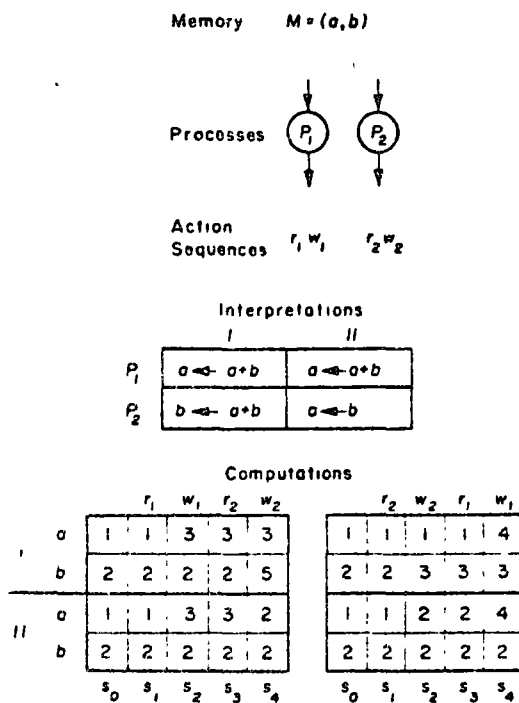 Memory M = (a, b)
Processes P1 P2
Action
Sequences r1 w1 r2 w2
Interpretations
I II
P1 a ← a+b a ← a+b
P2 b ← a+b a ← b
Computations
r1 w1 r2 w2 r2 w2 r1 w1
I a 1 1 3 3 3 1 1 1 1 4
b 2 2 2 2 5 2 2 3 3 3
II a 1 1 3 3 2 1 1 2 2 4
b 2 2 2 2 2 2 2 2 2 2
s0 s1 s2 s3 s4 s0 s1 s2 s3 s4